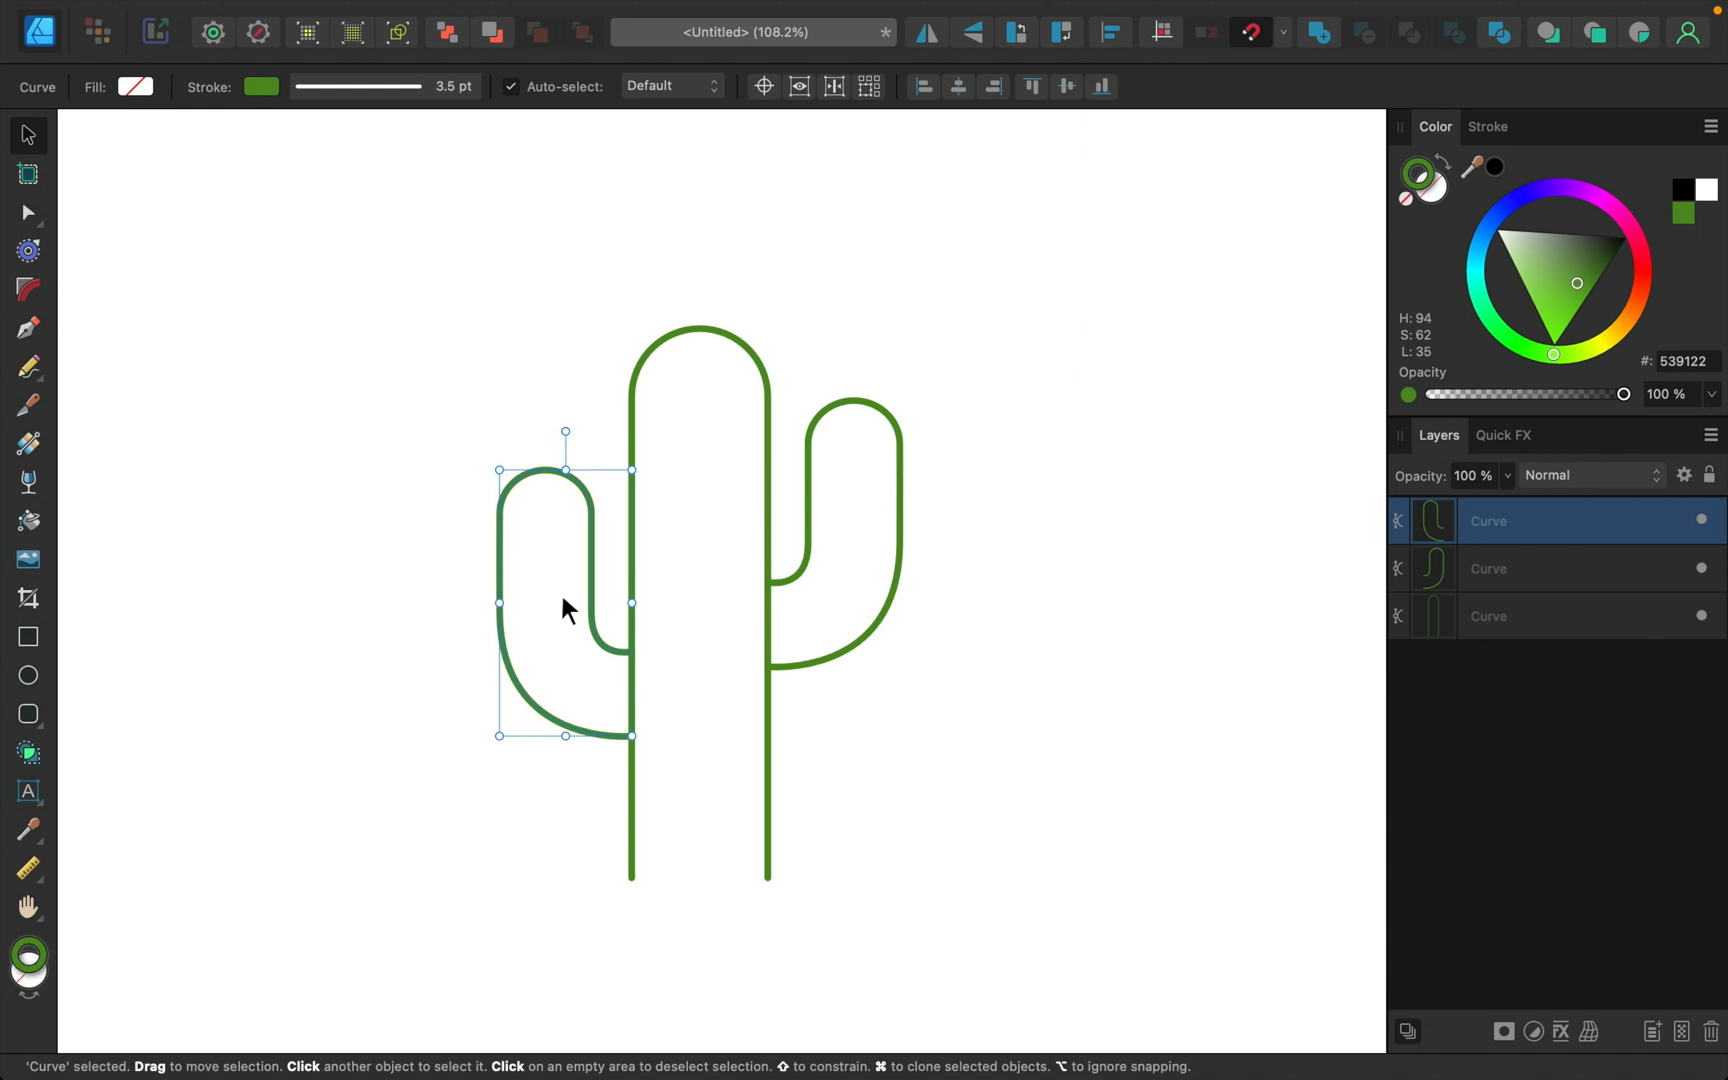 <Untitled> (108.2%) *
Curve Fill: Stroke: 3.5 pt Auto-select: Default
Color Stroke
H: 94
S: 62
L: 35
#: 539122
Opacity
100 %
Layers Quick FX
Opacity: 100 % Normal
Curve
Curve
Curve
A
FX
'Curve' selected. Drag to move selection. Click another object to select it. Click on an empty area to deselect selection. ⇧ to constrain. ⌘ to clone selected objects. ⌥ to ignore snapping.